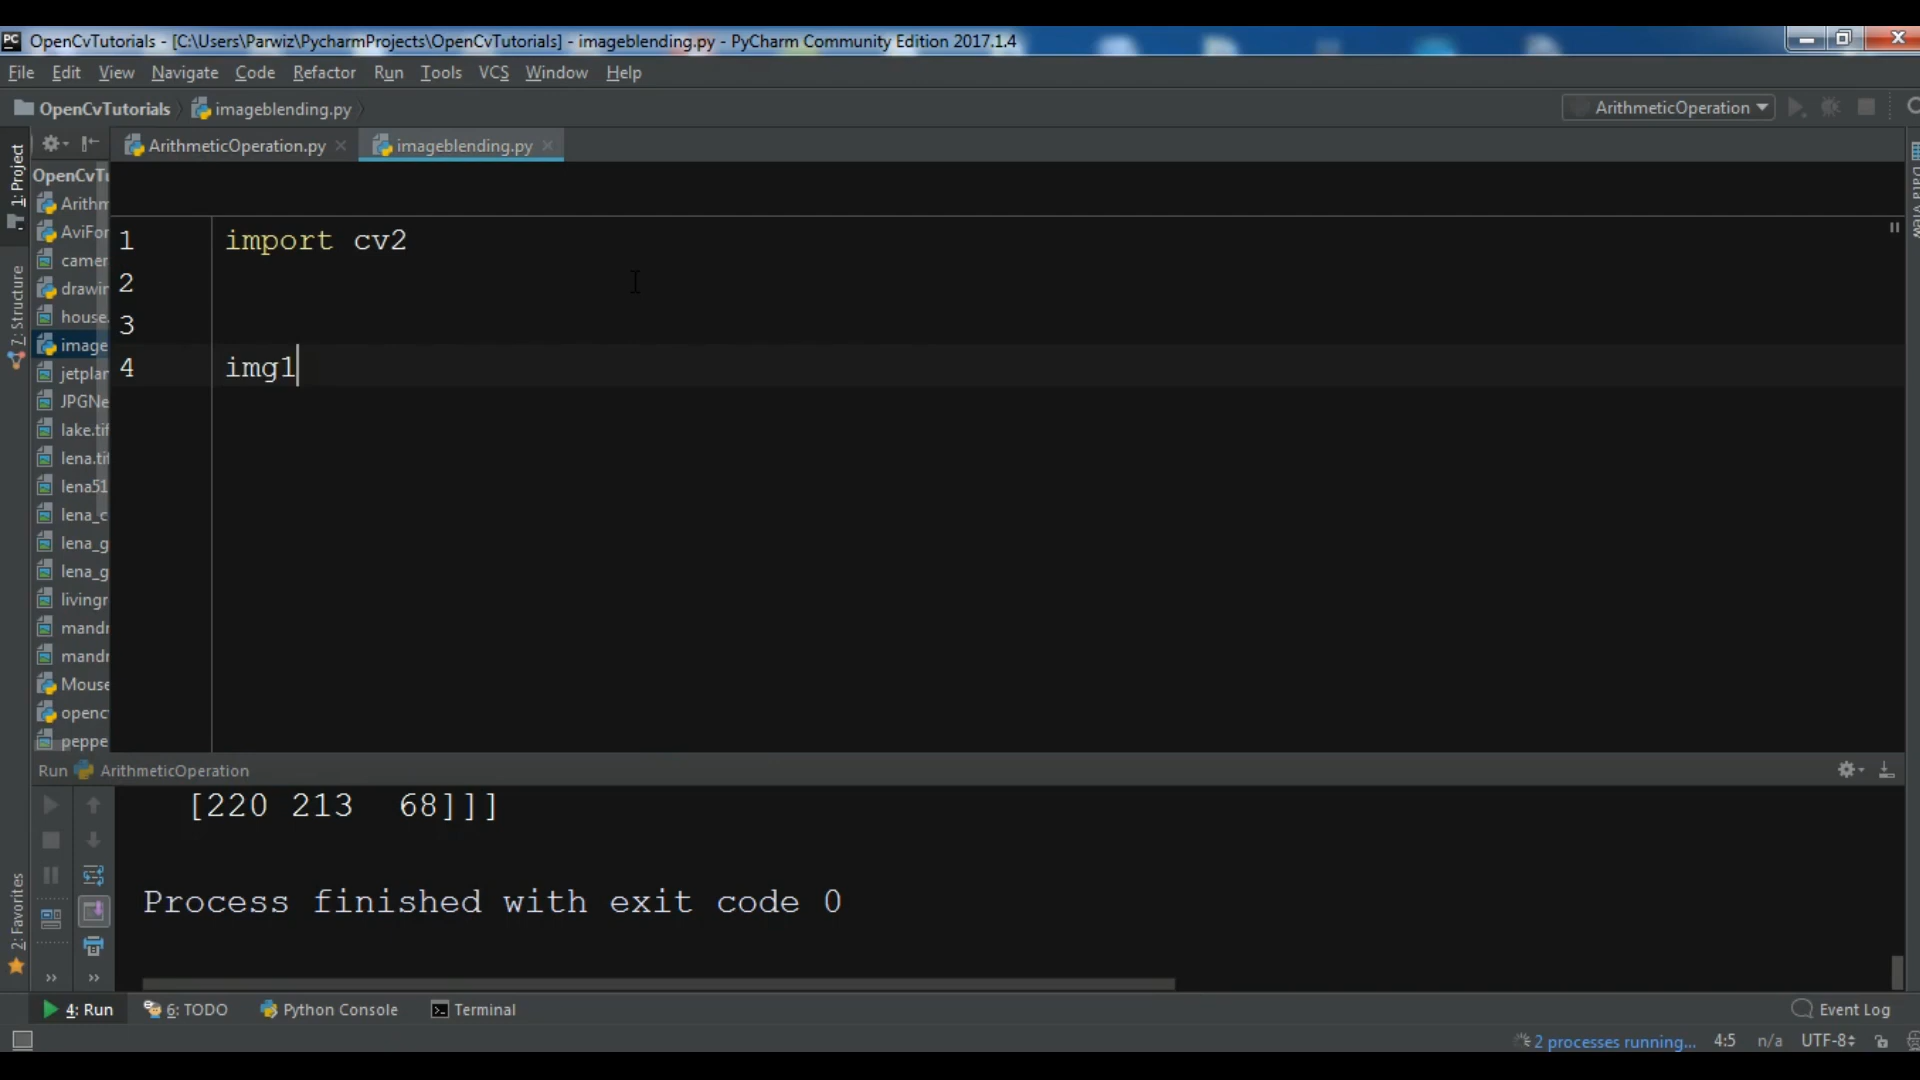 OpenCvTutorials - [C:\Users\Parwiz\PycharmProjects\OpenCvTutorials] - imageblending.py - PyCharm Community Edition 2017.1.4
File Edit View Navigate Code Refactor Run Tools VCS Window Help
OpenCvTutorials imageblending.py ArithmeticOperation
1: Project
7: Structure
2: Favorites
ArithmeticOperation.py imageblending.py
OpenCvTu
Arithm
AviFor
camer
drawin
house.
image
jetplar
JPGNe
lake.tif
lena.tif
lena51
lena_c
lena_g
lena_g
livingr
mandr
mandr
Mouse
openc
peppe
1 import cv2
2
3
4 img1
Data View
Run ArithmeticOperation
[220 213 68]]]
Process finished with exit code 0
4: Run 6: TODO Python Console Terminal Event Log
2 processes running... 4:5 n/a UTF-8